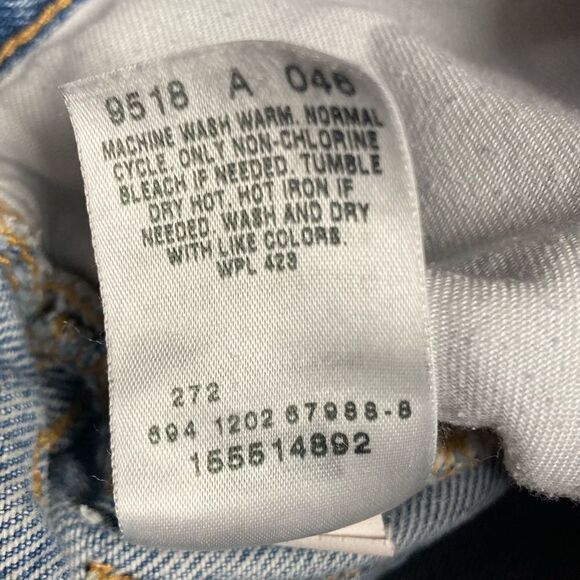 9518 A 046
MACHINE WASH WARM. NORMAL
CYCLE. ONLY NON-CHLORINE
BLEACH IF NEEDED. TUMBLE
DRY HOT. HOT IRON IF
NEEDED. WASH AND DRY
WITH LIKE COLORS.
WPL 423
272
694 1202 67988-8
155514892